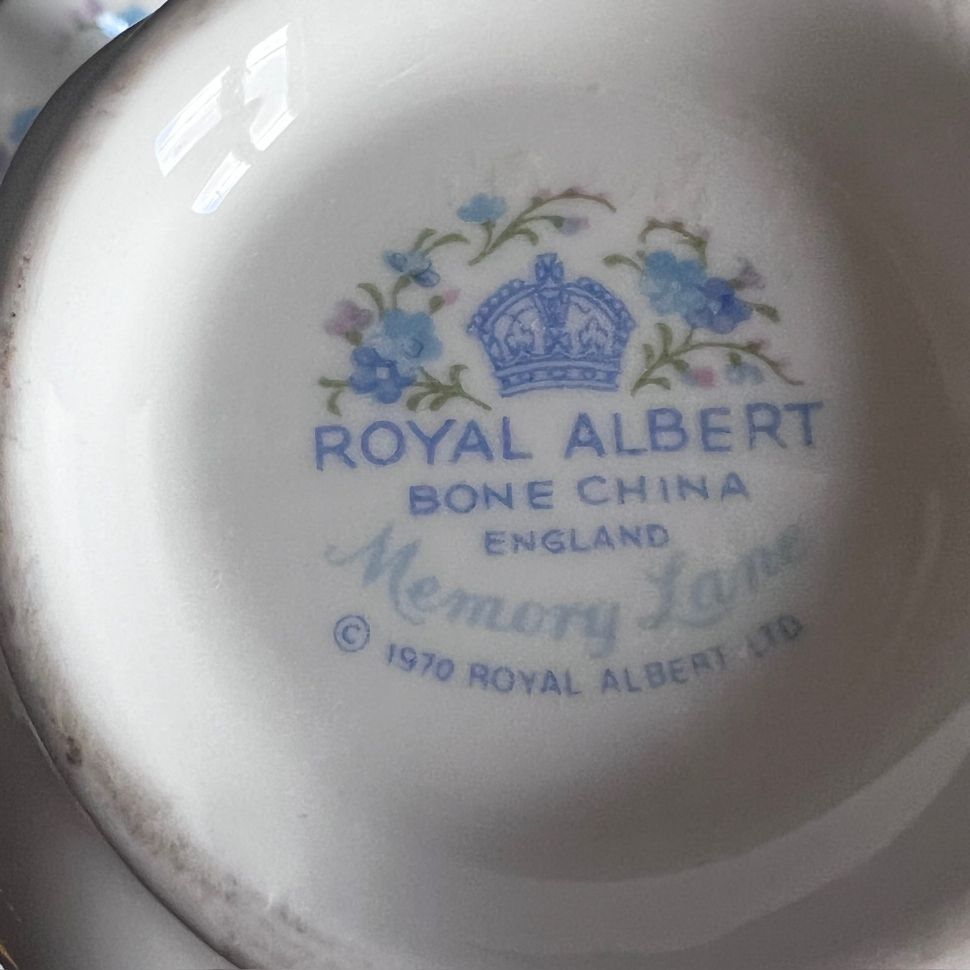 ROYAL ALBERT
BONE CHINA
ENGLAND
Memory Lane
© 1970 ROYAL ALBERT LTD